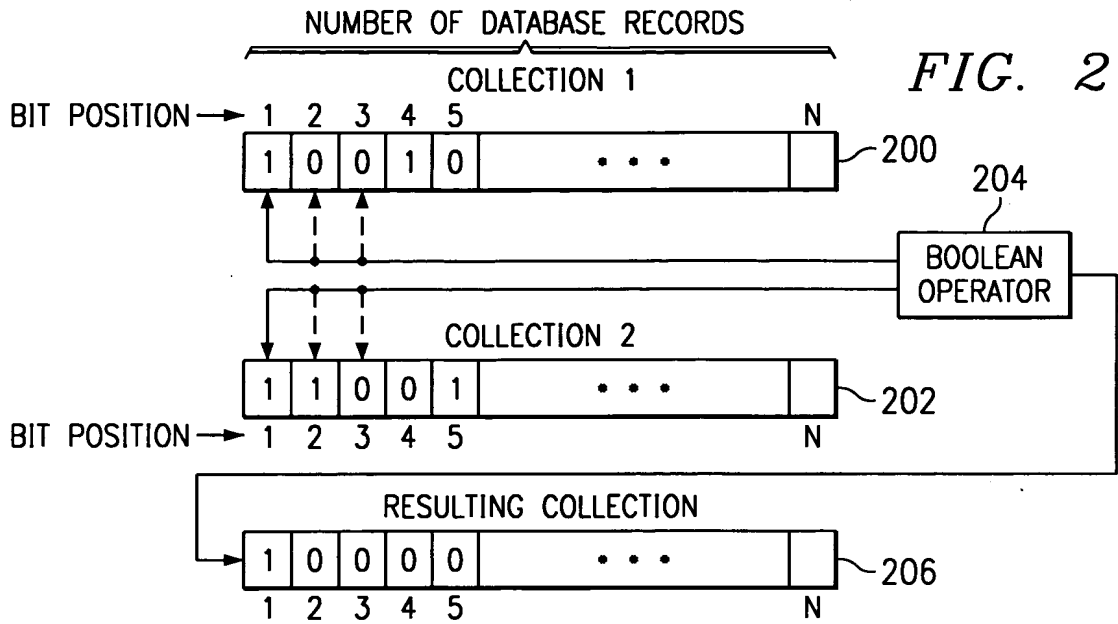 NUMBER OF DATABASE RECORDS
FIG. 2
COLLECTION 1
BIT POSITION 1 2 3 4 5 N
1 0 0 1 0 • • • 200
204
BOOLEAN
OPERATOR
COLLECTION 2
1 1 0 0 1 • • • 202
BIT POSITION 1 2 3 4 5 N
RESULTING COLLECTION
1 0 0 0 0 • • • 206
1 2 3 4 5 N